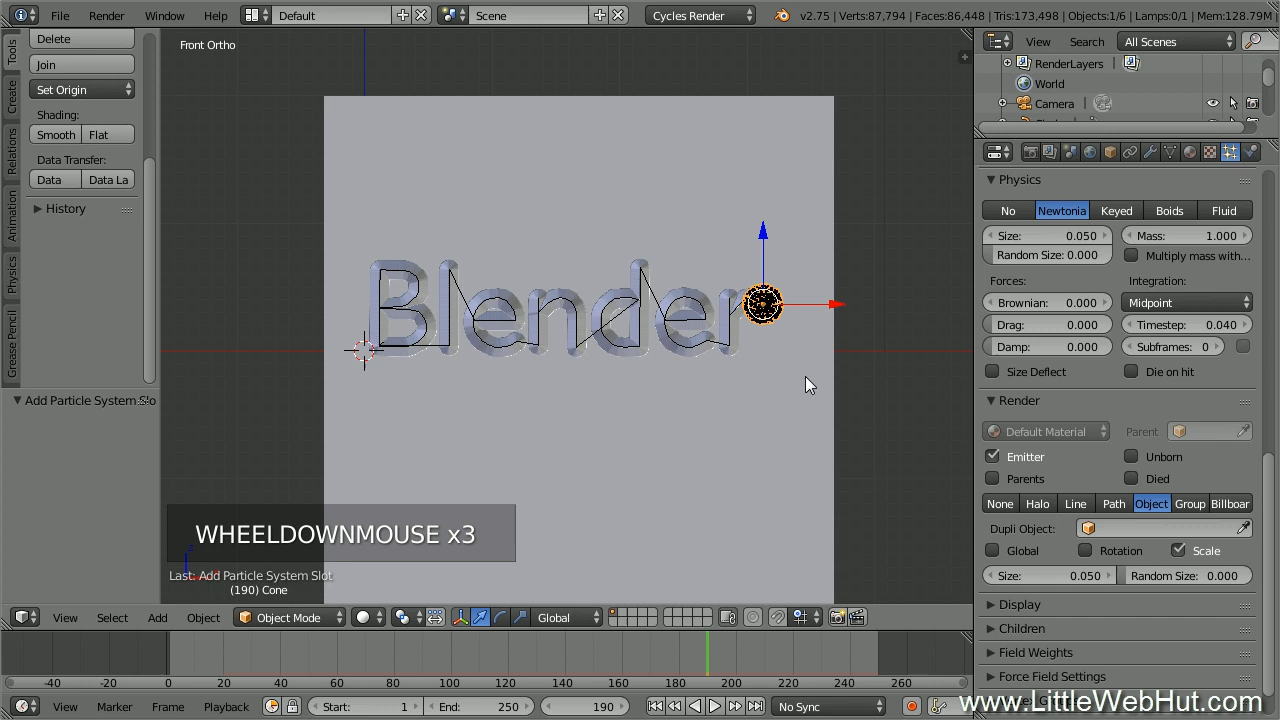 File Render Window Help Default Scene Cycles Render v2.75 | Verts:87,794 | Faces:86,448 | Tris:173,498 | Objects:1/6 | Lamps:0/1 | Mem:128.79M
Tools
Create
Relations
Animation
Physics
Grease Pencil
Delete
Join
Set Origin
Shading:
Smooth Flat
Data Transfer:
Data Data La
History
Add Particle System Slo
Front Ortho
Blender
WHEELDOWNMOUSE x3
Last: Add Particle System Slot
(190) Cone
View Select Add Object Object Mode Global
-40 -20 0 20 40 60 80 100 120 140 160 180 200 220 240 260
View Marker Frame Playback Start: 1 End: 250 190 No Sync
View Search All Scenes
RenderLayers
World
Camera
Physics
No Newtonia Keyed Boids Fluid
Size: 0.050 Mass: 1.000
Random Size: 0.000 Multiply mass with...
Forces: Integration:
Brownian: 0.000 Midpoint
Drag: 0.000 Timestep: 0.040
Damp: 0.000 Subframes: 0
Size Deflect Die on hit
Render
Default Material Parent
Emitter Unborn
Parents Died
None Halo Line Path Object Group Billboar
Dupli Object:
Global Rotation Scale
Size: 0.050 Random Size: 0.000
Display
Children
Field Weights
Force Field Settings
www.LittleWebHut.com